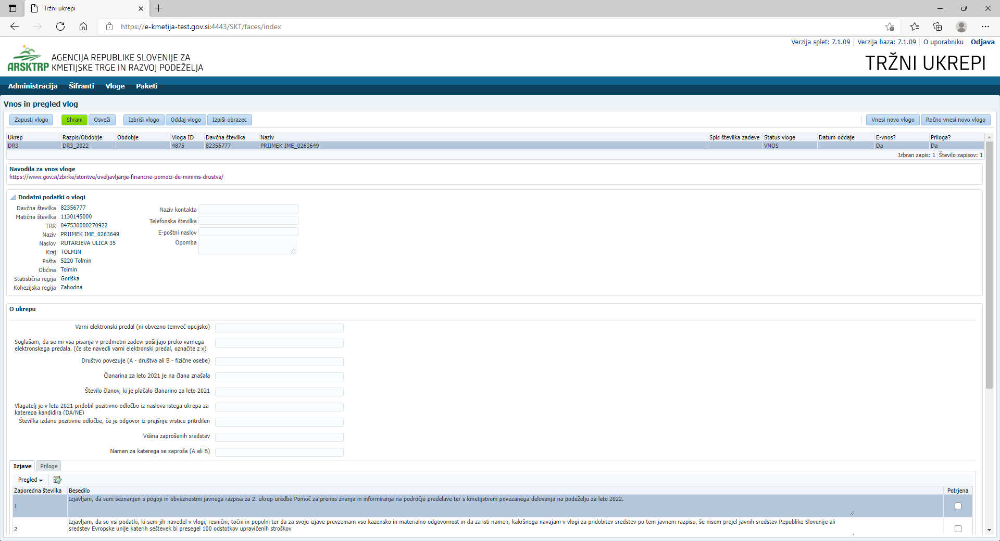 Tržni ukrepi
https://e-kmetija-test.gov.si:4443/SKT/faces/index
Verzija splet: 7.1.09 Verzija baza: 7.1.09 O uporabniku Odjava
ARSKTRP
AGENCIJA REPUBLIKE SLOVENIJE ZA
KMETIJSKE TRGE IN RAZVOJ PODEŽELJA
TRŽNI UKREPI
Administracija Šifranti Vloge Paketi
Vnos in pregled vlog
Zapusti vlogo Shrani Osveži Izbriši vlogo Oddaj vlogo Izpiši obrazec Vnesi novo vlogo Ročno vnesi novo vlogo
Ukrep Razpis/Obdobje Obdobje Vloga ID Davčna številka Naziv Spis številka zadeve Status vloge Datum oddaje E-vnos? Priloga?
DR3 DR3_2022 4875 82356777 PRIIMEK IME_0263649 VNOS Da Da
Izbran zapis: 1 Število zapisov: 1
Navodila za vnos vloge
https://www.gov.si/zbirke/storitve/uveljavljanje-financne-pomoci-de-minims-drustva/
Dodatni podatki o vlogi
Davčna številka 82356777
Matična številka 1130145000
TRR 047530000270922
Naziv PRIIMEK IME_0263649
Naslov RUTARJEVA ULICA 35
Kraj TOLMIN
Pošta 5220 Tolmin
Občina Tolmin
Statistična regija Goriška
Kohezijska regija Zahodna
Naziv kontakta
Telefonska številka
E-poštni naslov
Opomba
O ukrepu
Varni elektronski predal (ni obvezno temveč opcijsko)
Soglašam, da se mi vsa pisanja v predmetni zadevi pošiljajo preko varnega
elektronskega predala. (če ste navedli varni elektronski predal, označite z x)
Društvo povezuje (A - društva ali B - fizične osebe)
Članarina za leto 2021 je na člana znašala
Število članov, ki je plačalo članarino za leto 2021
Vlagatelj je v letu 2021 pridobil pozitivno odločbo iz naslova istega ukrepa za
katerega kandidira (DA/NE)
Številka izdane pozitivne odločbe, če je odgovor iz prejšnje vrstice pritrdilen
Višina zaprošenih sredstev
Namen za katerega se zaproša (A ali B)
Izjave Priloge
Pregled
Zaporedna številka Besedilo Potrjena
1 Izjavljam, da sem seznanjen s pogoji in obveznostmi javnega razpisa za 2. ukrep uredbe Pomoč za prenos znanja in informiranja na področju predelave ter s kmetijstvom povezanega delovanja na podeželju za leto 2022.
2 Izjavljam, da so vsi podatki, ki sem jih navedel v vlogi, resnični, točni in popolni ter da za svoje izjave prevzemam vso kazensko in materialno odgovornost in da za isti namen, kakršnega navajam v vlogi za pridobitev sredstev po tem javnem razpisu, še nisem prejel javnih sredstev Republike Slovenije ali
sredstev Evropske unije katerih seštevek bi presegel 100 odstotkov upravičenih stroškov